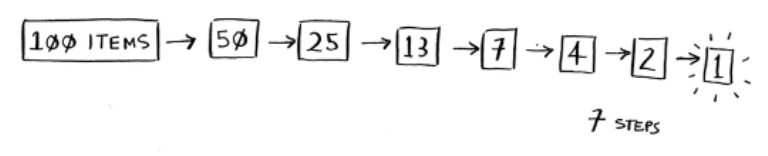 100 ITEMS → 50 → 25 → 13 → 7 → 4 → 2 → 1
7 STEPS